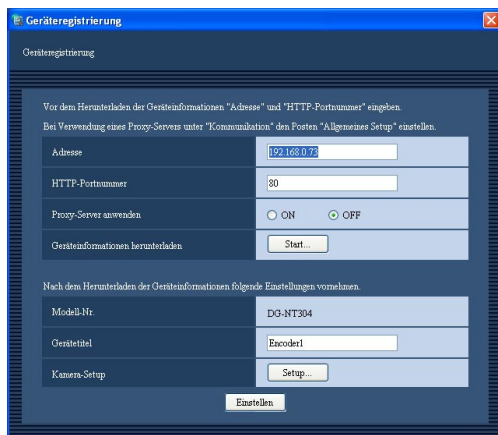 Geräteregistrierung
Geräteregistrierung
Vor dem Herunterladen der Geräteinformationen "Adresse" und "HTTP-Portnummer" eingeben.
Bei Verwendung eines Proxy-Servers unter "Kommunikation" den Posten "Allgemeines Setup" einstellen.
Adresse 192.168.0.73
HTTP-Portnummer 80
Proxy-Server anwenden ON OFF
Geräteinformationen herunterladen Start...
Nach dem Herunterladen der Geräteinformationen folgende Einstellungen vornehmen.
Modell-Nr. DG-NT304
Gerätetitel Encoder1
Kamera-Setup Setup...
Einstellen